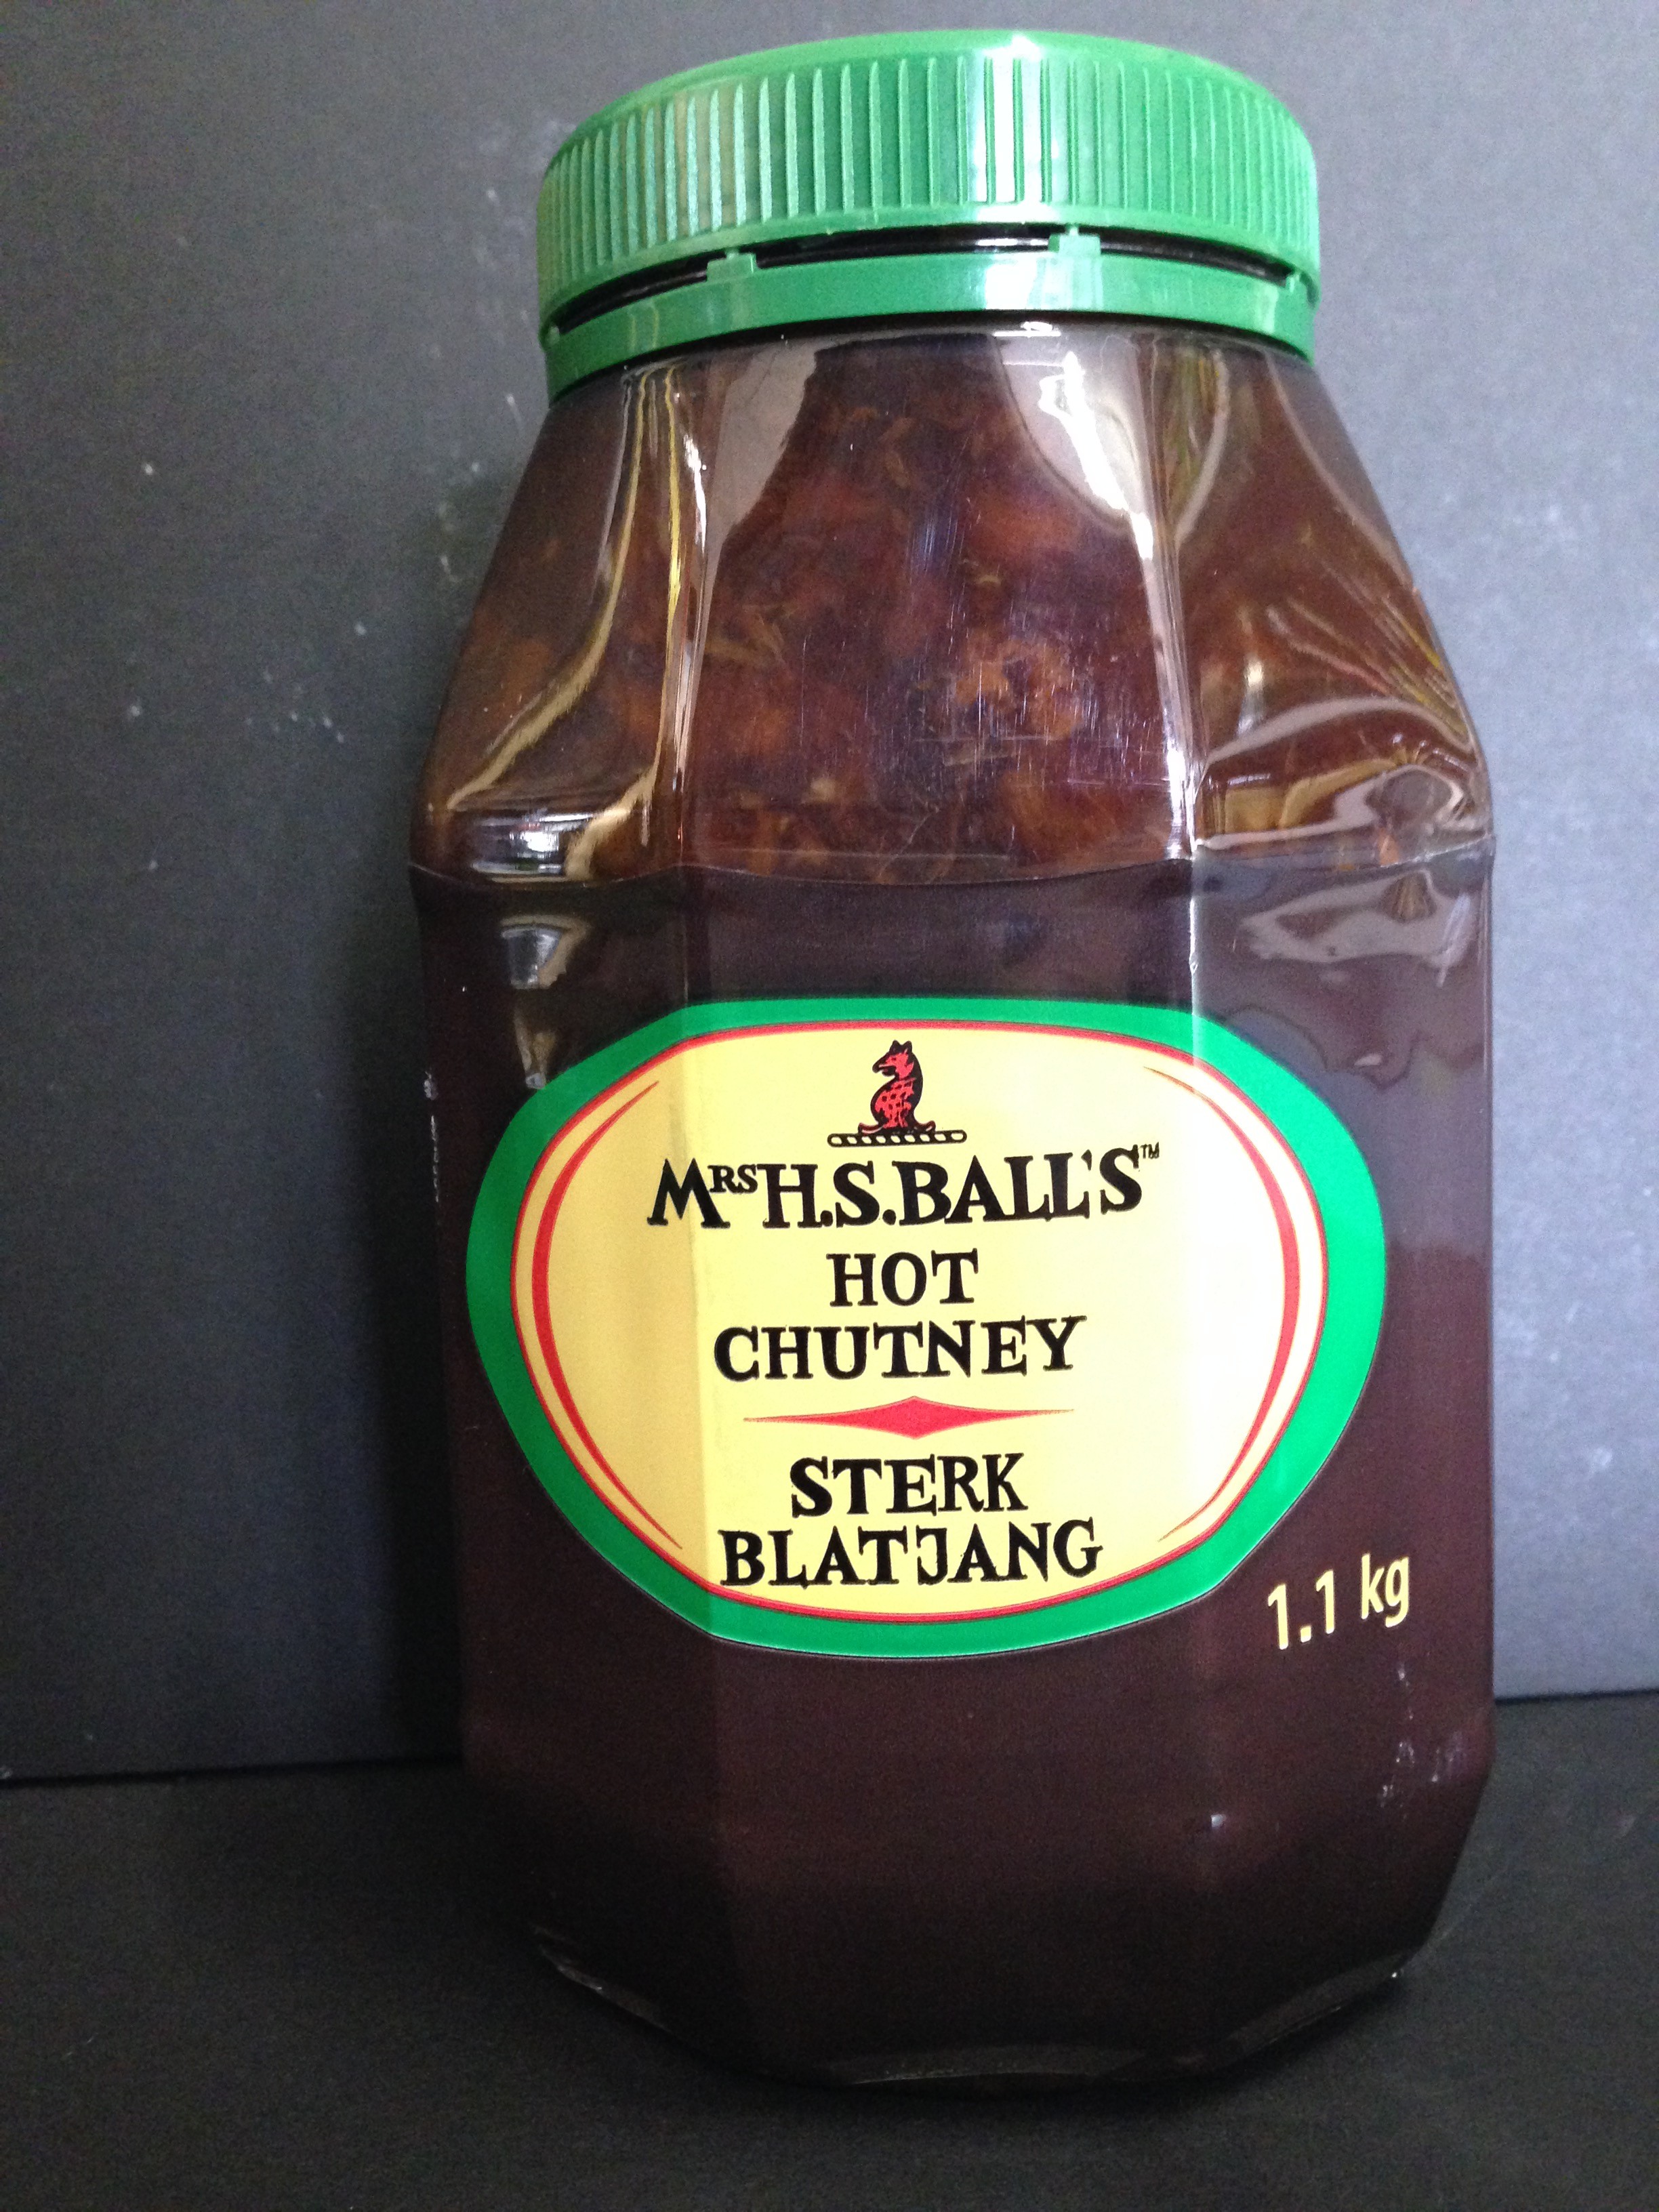 MRS H.S.BALL'S™
HOT
CHUTNEY
STERK
BLATJANG
1.1 kg